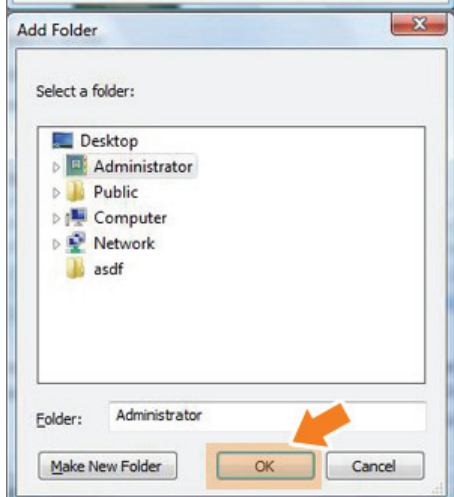 Add Folder
Select a folder:
Desktop
Administrator
Public
Computer
Network
asdf
Folder: Administrator
Make New Folder OK Cancel